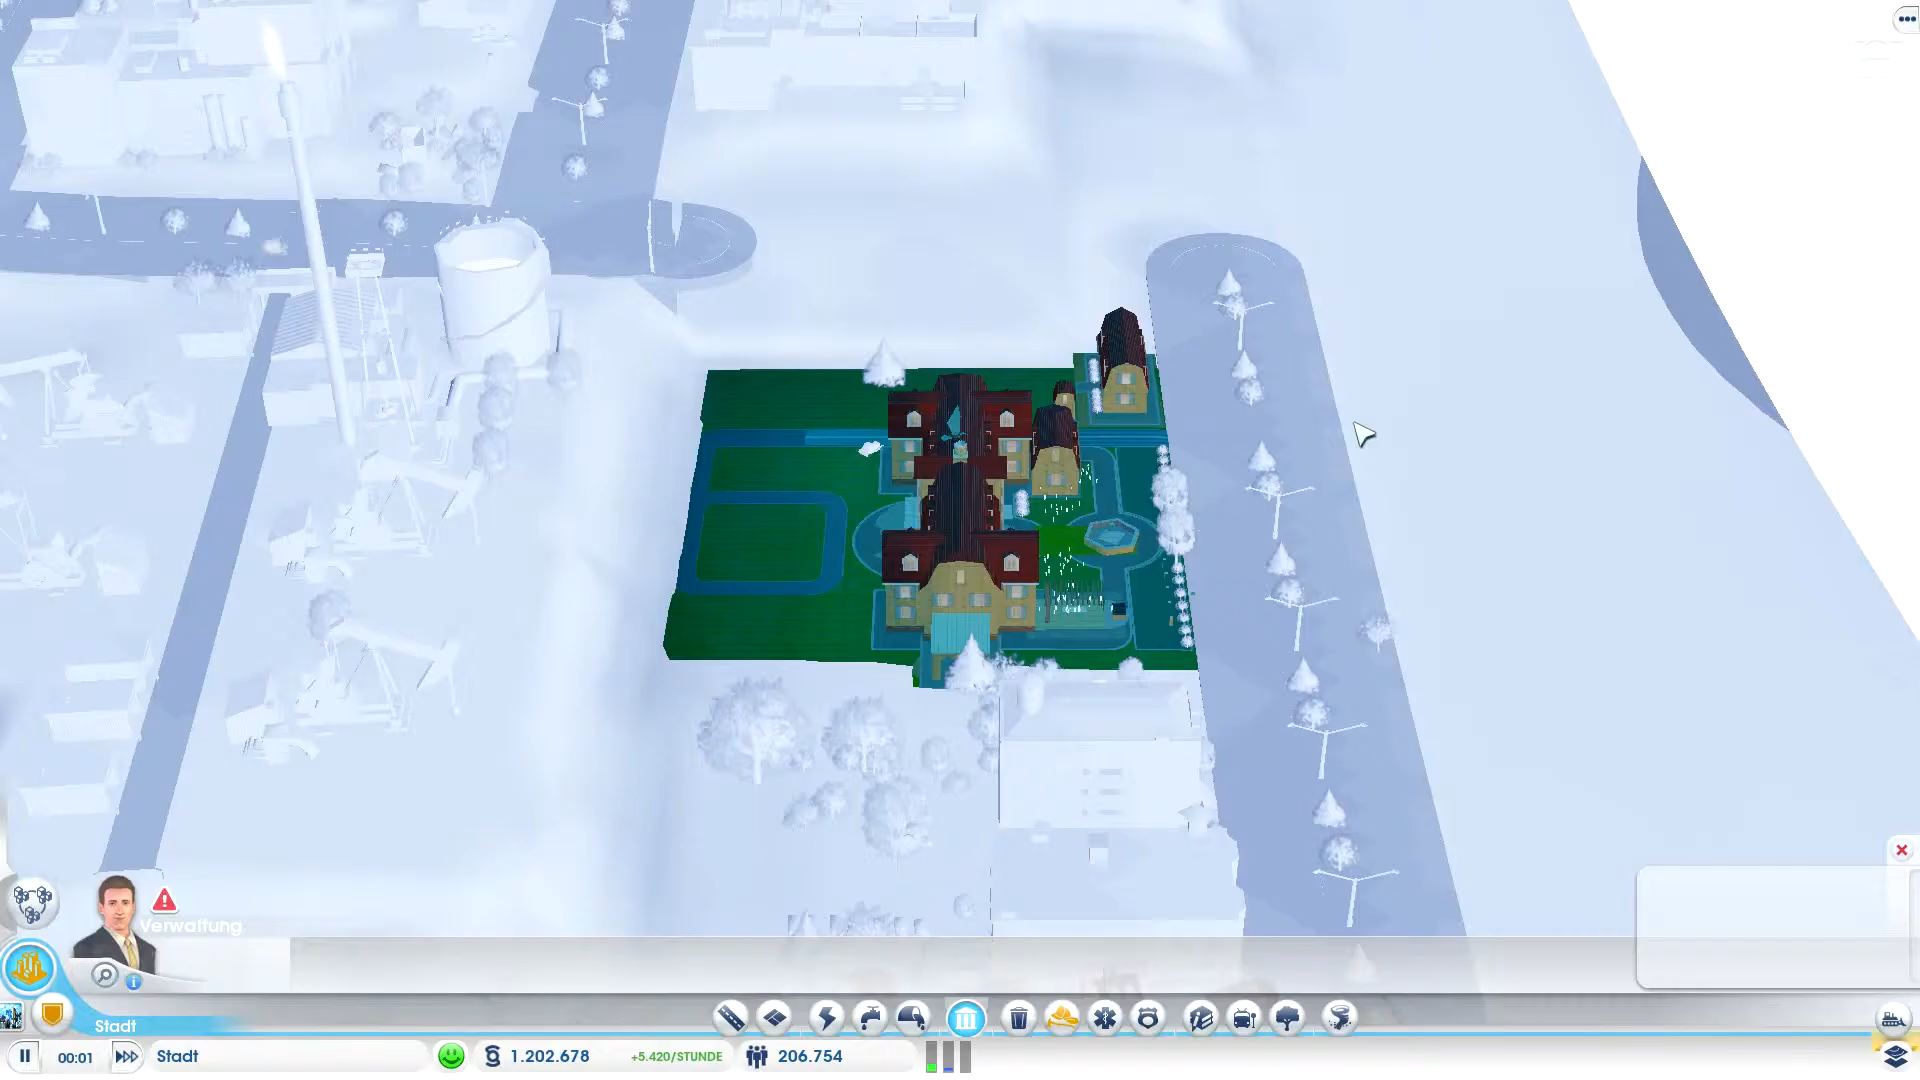 Verwaltung
Stadt
00:01
Stadt
1.202.678
+5.420/STUNDE
206.754